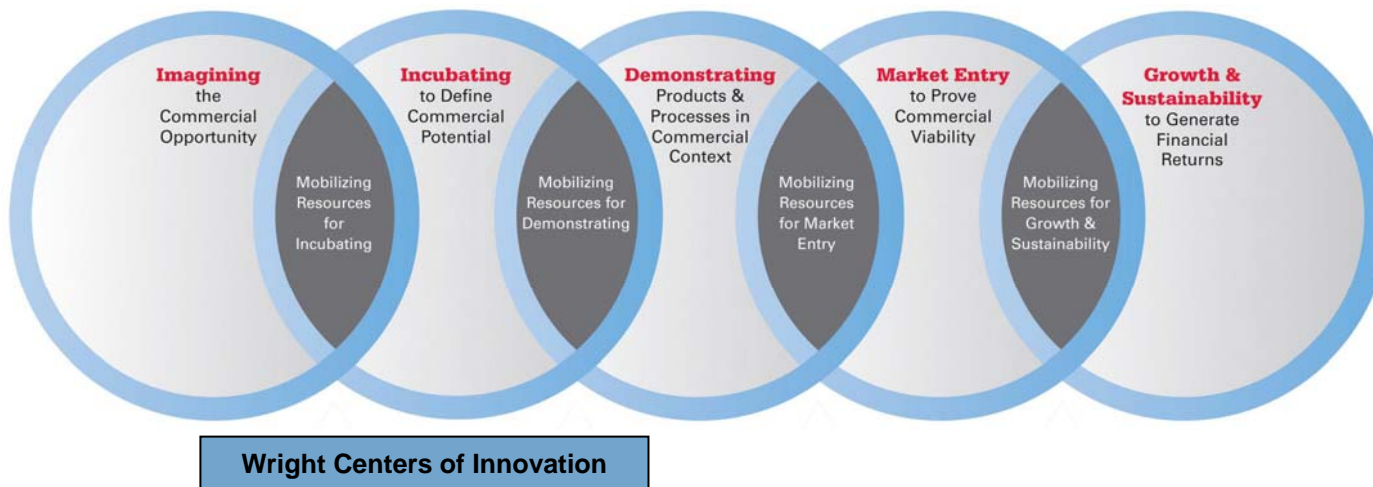 Imagining
the
Commercial
Opportunity
Mobilizing
Resources
for
Incubating
Incubating
to Define
Commercial
Potential
Mobilizing
Resources for
Demonstrating
Demonstrating
Products &
Processes in
Commercial
Context
Mobilizing
Resources
for Market
Entry
Market Entry
to Prove
Commercial
Viability
Mobilizing
Resources for
Growth &
Sustainability
Growth &
Sustainability
to Generate
Financial
Returns
Wright Centers of Innovation